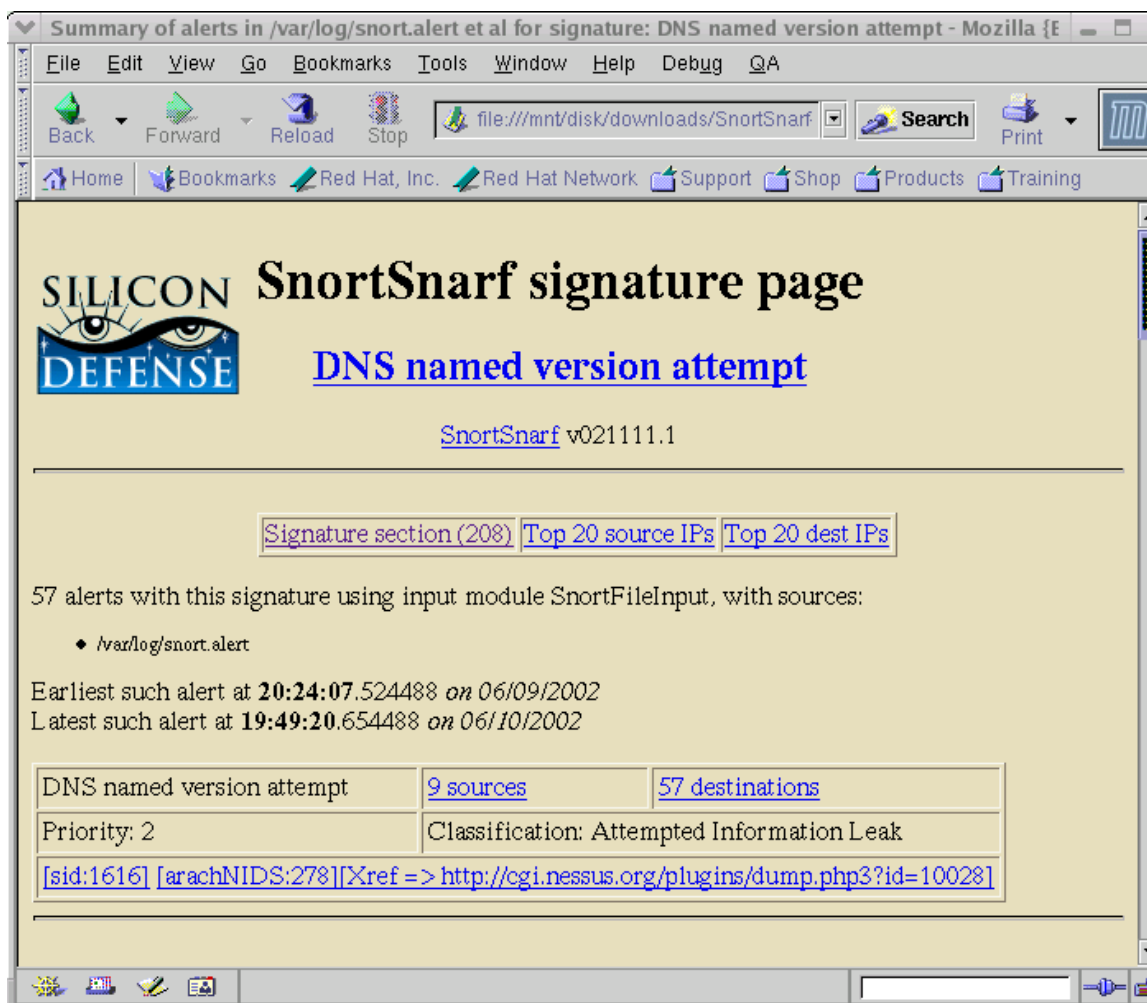 Summary of alerts in /var/log/snort.alert et al for signature: DNS named version attempt - Mozilla {E
File Edit View Go Bookmarks Tools Window Help Debug QA
Back Forward Reload Stop file:///mnt/disk/downloads/SnortSnarf Search Print
Home Bookmarks Red Hat, Inc. Red Hat Network Support Shop Products Training
SILICON DEFENSE
SnortSnarf signature page
DNS named version attempt
SnortSnarf v021111.1
Signature section (208) Top 20 source IPs Top 20 dest IPs
57 alerts with this signature using input module SnortFileInput, with sources:
/var/log/snort.alert
Earliest such alert at 20:24:07.524488 on 06/09/2002
Latest such alert at 19:49:20.654488 on 06/10/2002
DNS named version attempt 9 sources 57 destinations
Priority: 2 Classification: Attempted Information Leak
[sid:1616] [arachNIDS:278][Xref => http://cgi.nessus.org/plugins/dump.php3?id=10028]